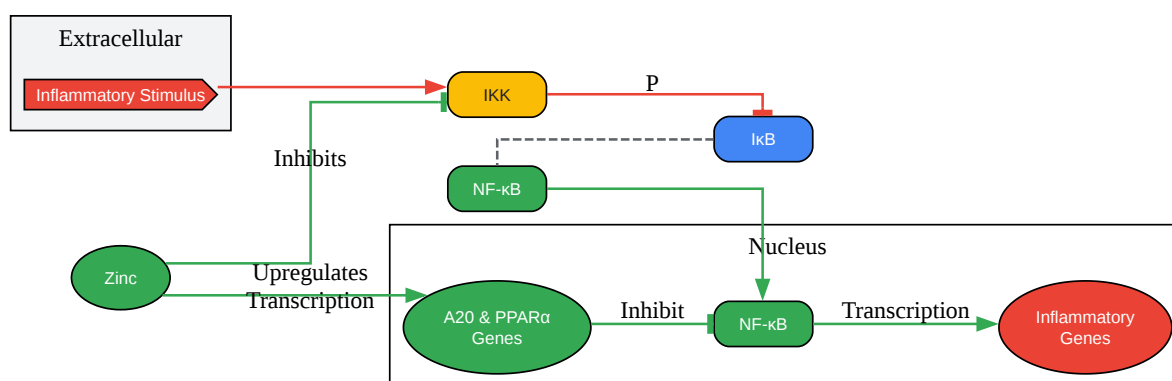 Extracellular
Inflammatory Stimulus
IKK
P
IκB
Inhibits
NF-κB
Nucleus
Zinc
Upregulates
Transcription
A20 & PPARα
Genes
Inhibit
NF-κB
Transcription
Inflammatory
Genes